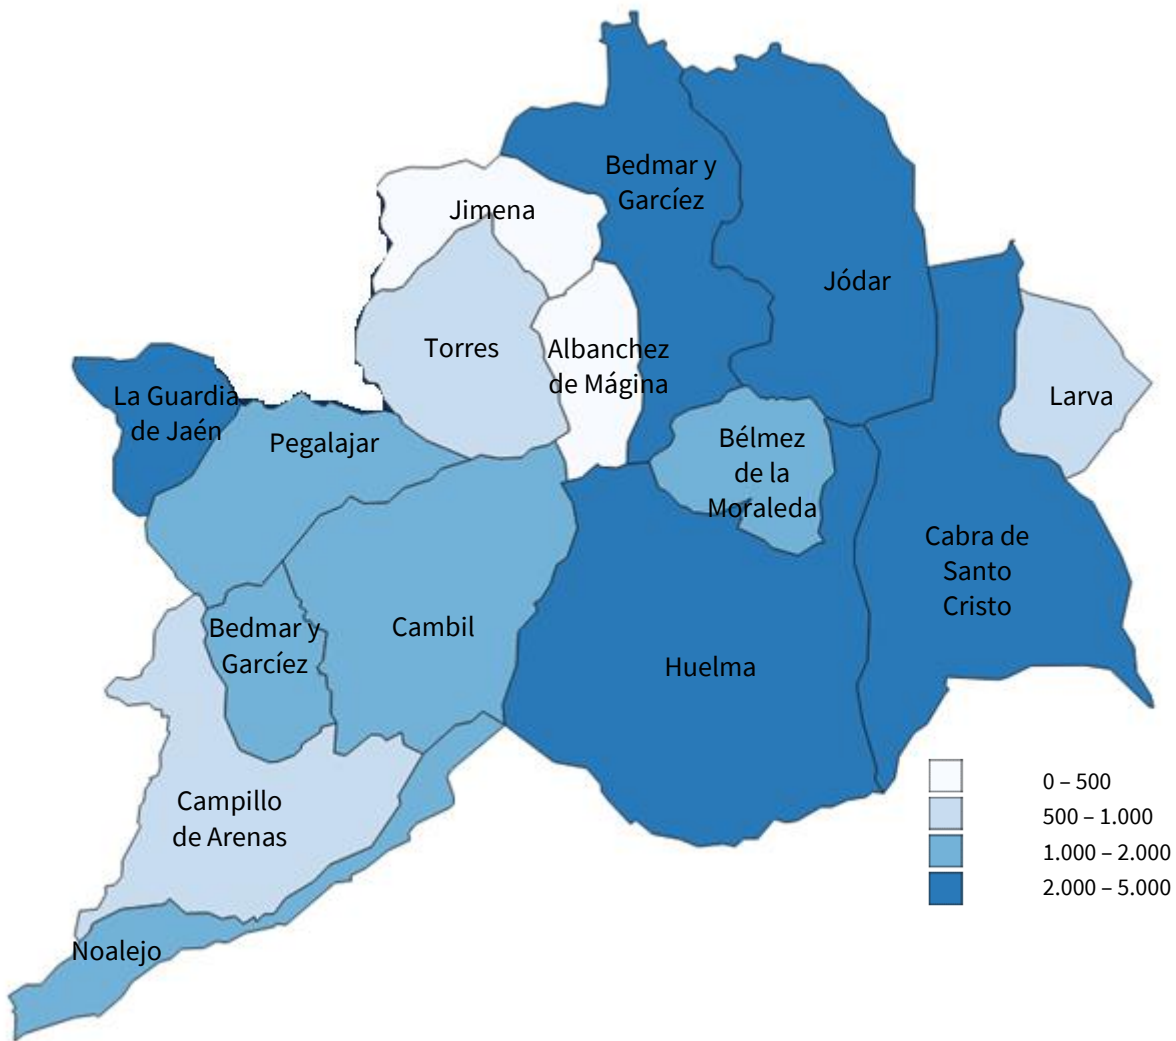 Bedmar y
Garcíez
Jimena
Jódar
Torres
Albanchez
de Mágina
La Guardia
de Jaén
Larva
Pegalajar
Bélmez
de la
Moraleda
Cabra de
Santo
Cristo
Bedmar y
Garcíez
Cambil
Huelma
Campillo
de Arenas
Noalejo
0 – 500
500 – 1.000
1.000 – 2.000
2.000 – 5.000